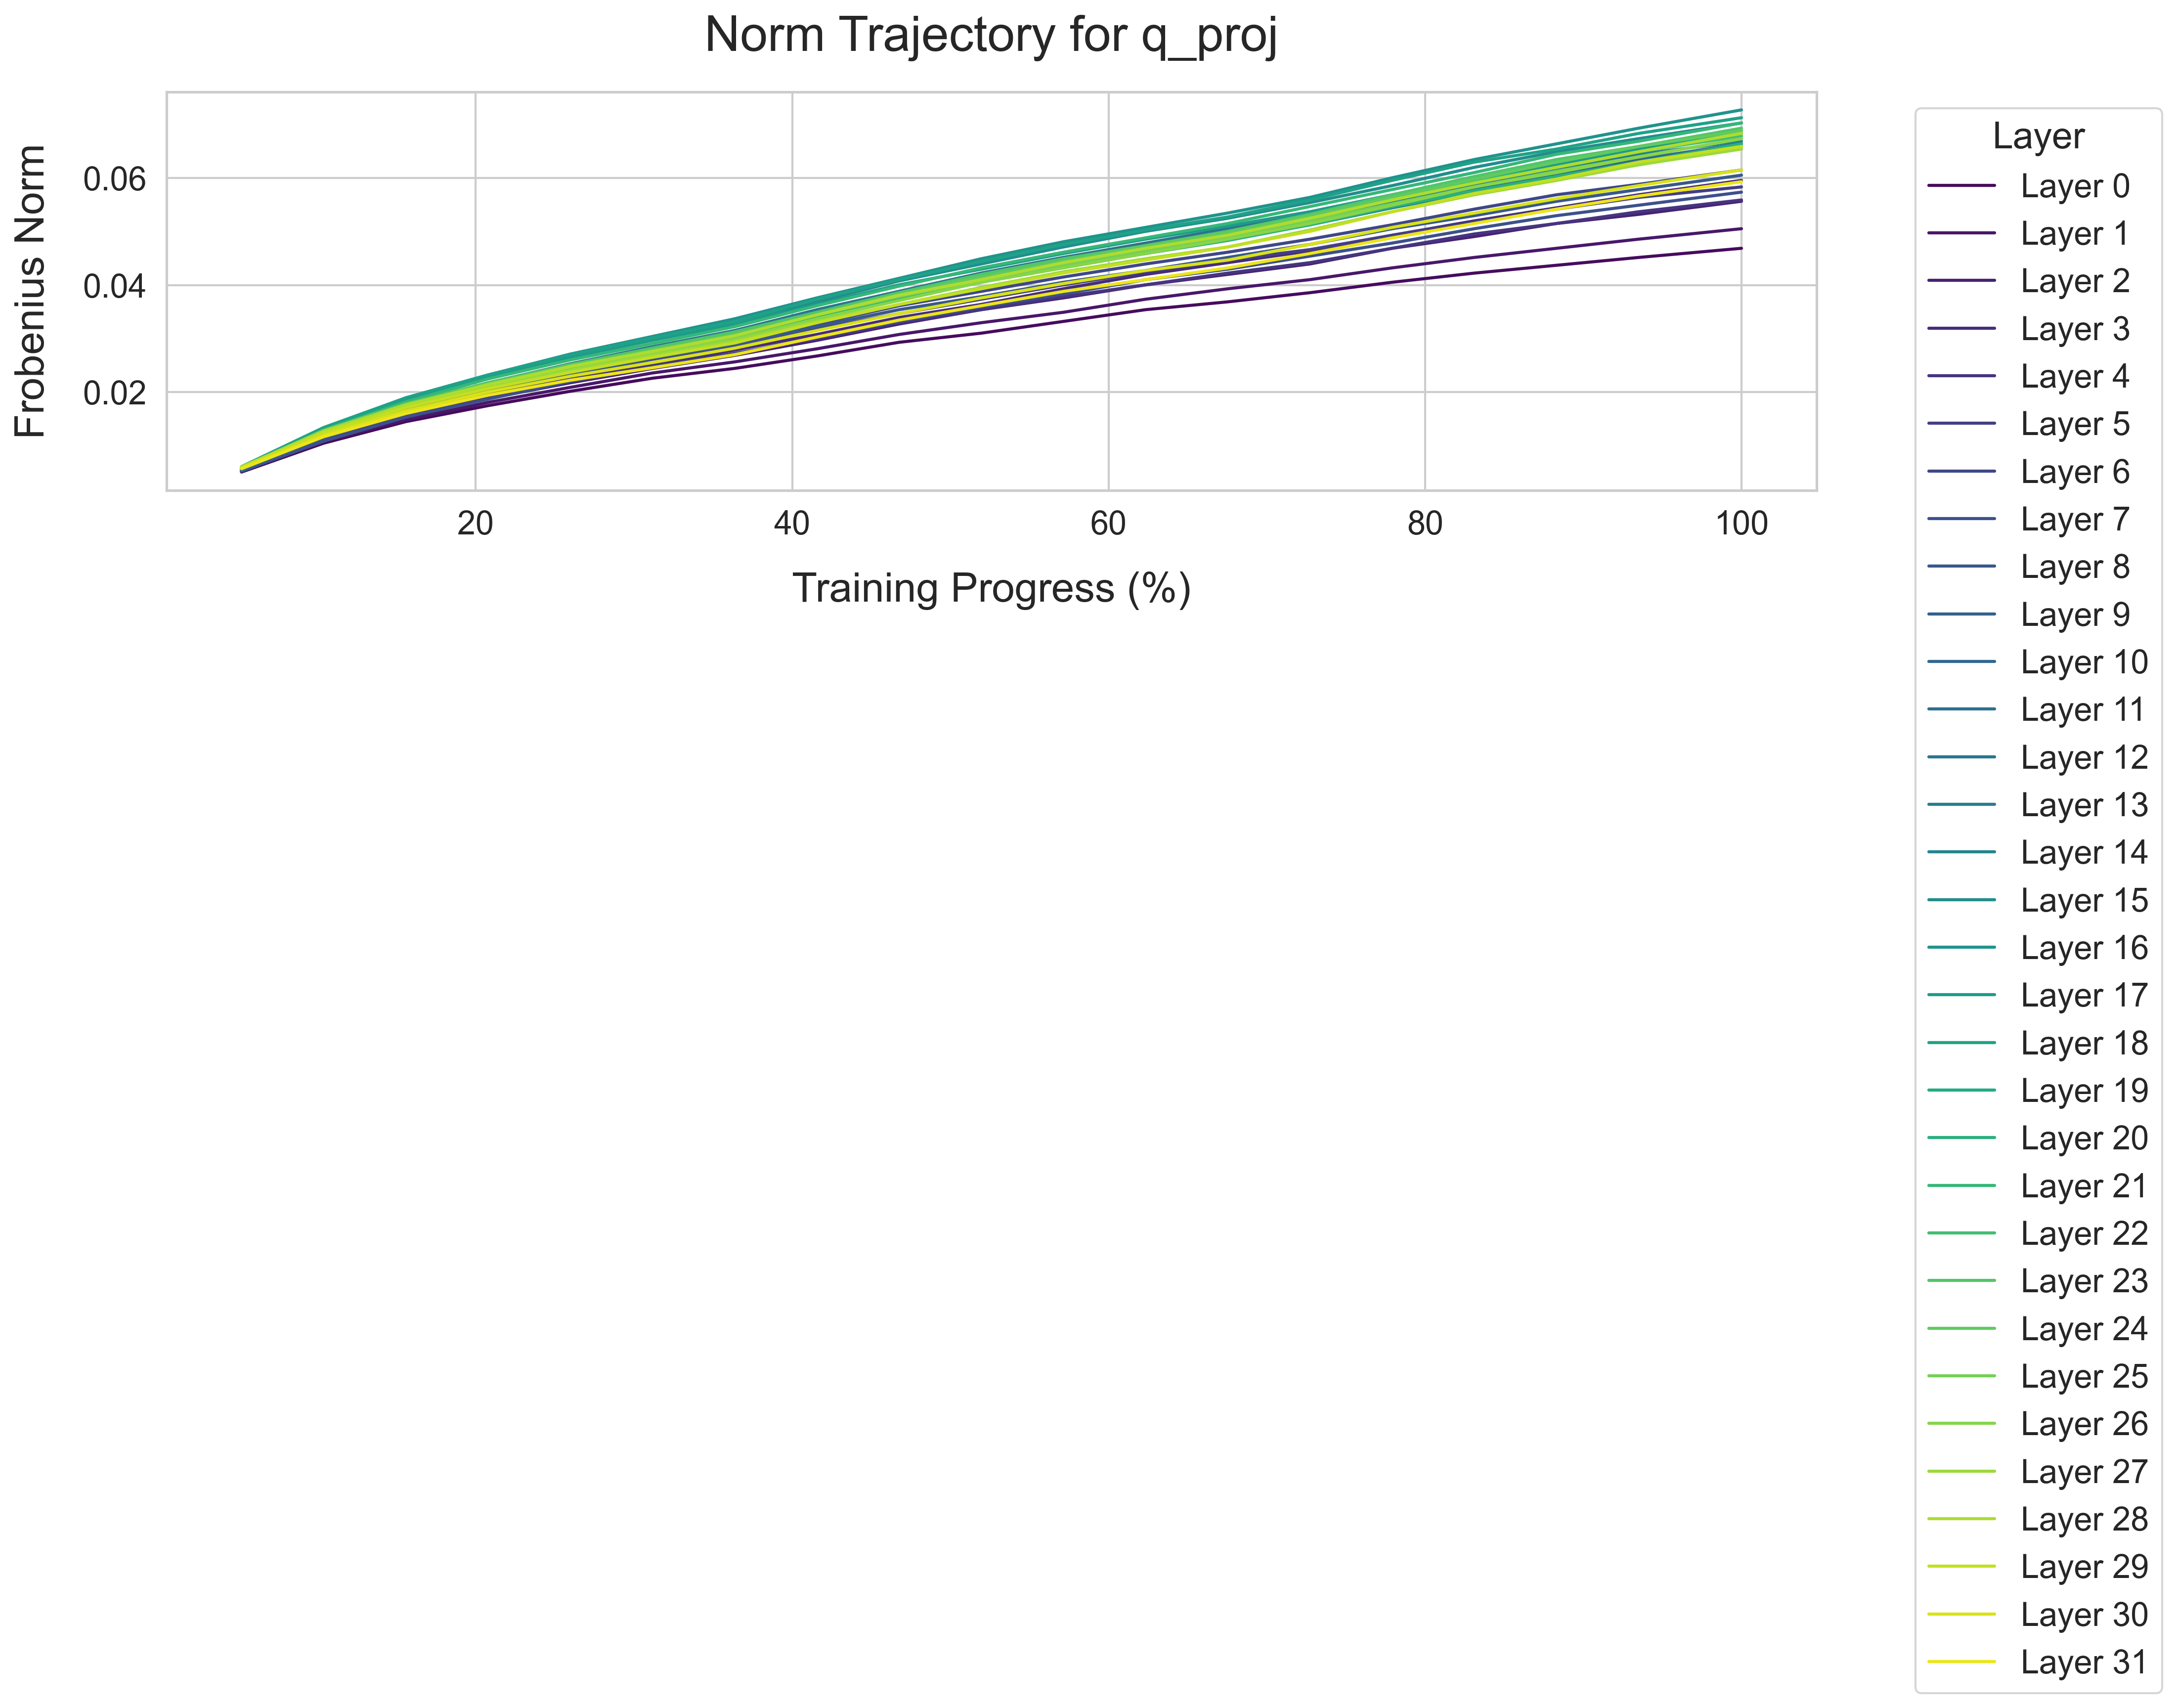 Norm Trajectory for q_proj
Frobenius Norm
0.06
0.04
0.02
20
40
60
80
100
Training Progress (%)
Layer
Layer 0
Layer 1
Layer 2
Layer 3
Layer 4
Layer 5
Layer 6
Layer 7
Layer 8
Layer 9
Layer 10
Layer 11
Layer 12
Layer 13
Layer 14
Layer 15
Layer 16
Layer 17
Layer 18
Layer 19
Layer 20
Layer 21
Layer 22
Layer 23
Layer 24
Layer 25
Layer 26
Layer 27
Layer 28
Layer 29
Layer 30
Layer 31